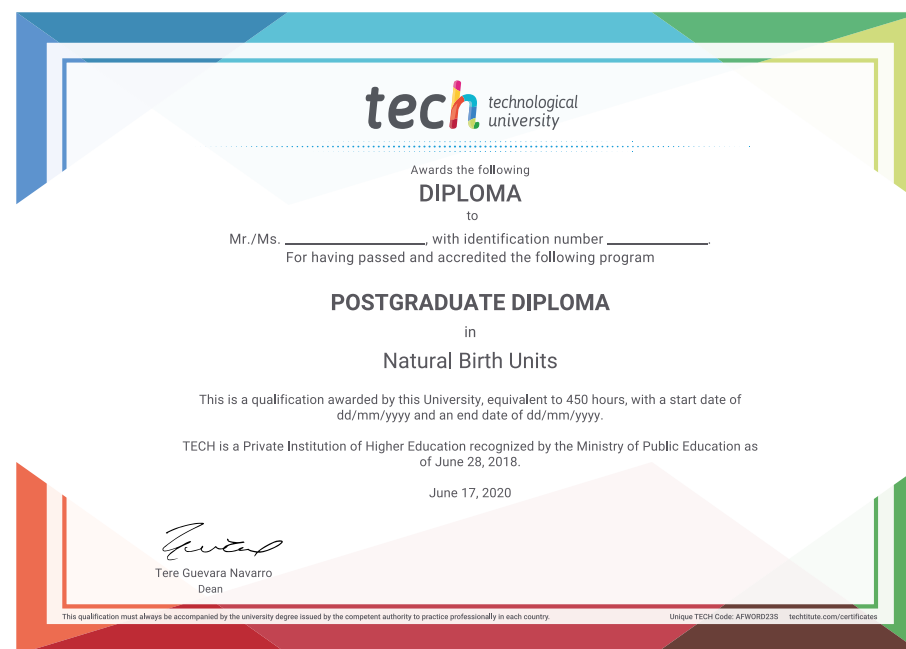 tech technological
university
Awards the following
DIPLOMA
to
Mr./Ms. ____________________, with identification number ______________.
For having passed and accredited the following program
POSTGRADUATE DIPLOMA
in
Natural Birth Units
This is a qualification awarded by this University, equivalent to 450 hours, with a start date of
dd/mm/yyyy and an end date of dd/mm/yyyy.
TECH is a Private Institution of Higher Education recognized by the Ministry of Public Education as
of June 28, 2018.
June 17, 2020
Tere Guevara Navarro
Dean
This qualification must always be accompanied by the university degree issued by the competent authority to practice professionally in each country. Unique TECH Code: AFWORD23S techtitute.com/certificates